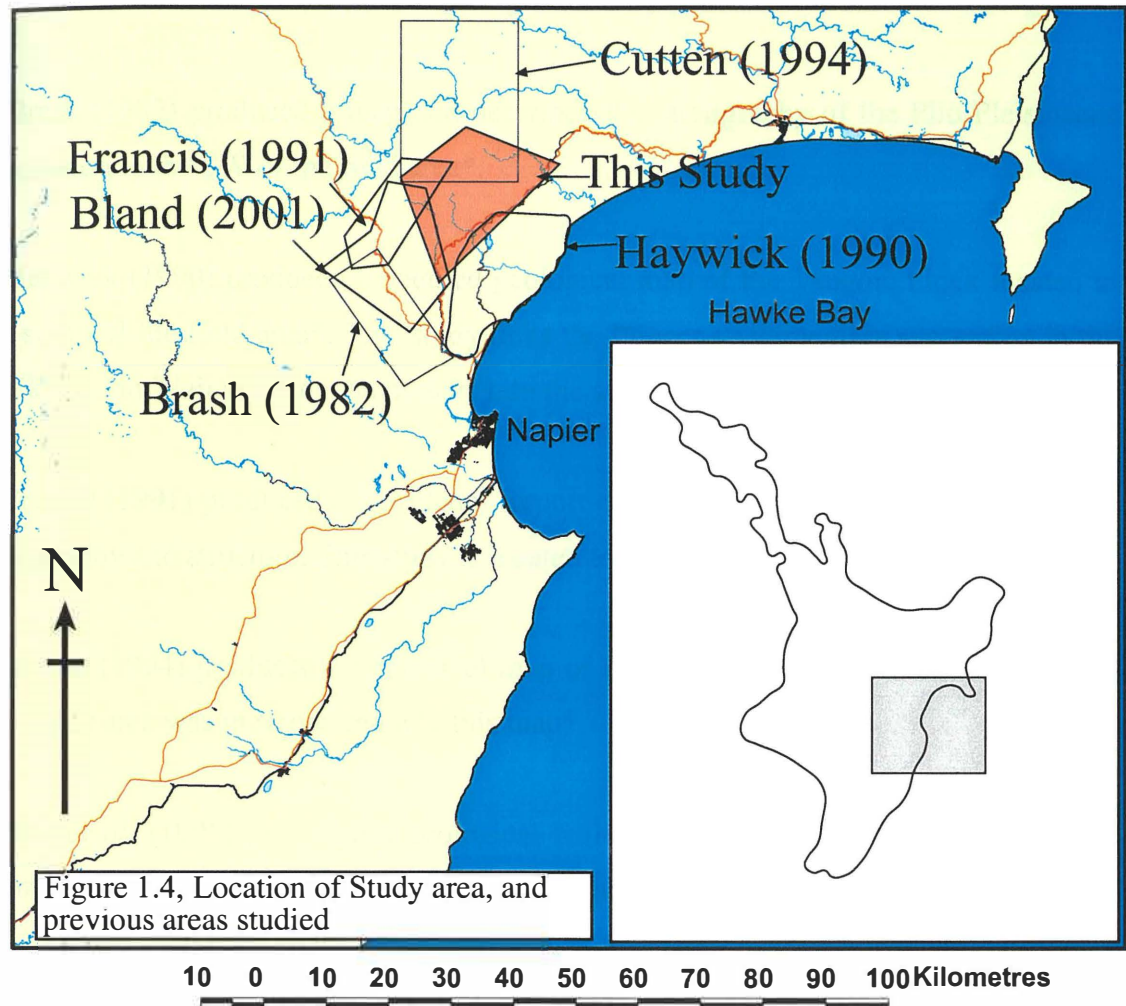 Cutten (1994)
Francis (1991)
This Study
Bland (2001)
Haywick (1990)
Hawke Bay
Brash (1982)
Napier
N
Figure 1.4, Location of Study area, and
previous areas studied
10 0 10 20 30 40 50 60 70 80 90 100 Kilometres